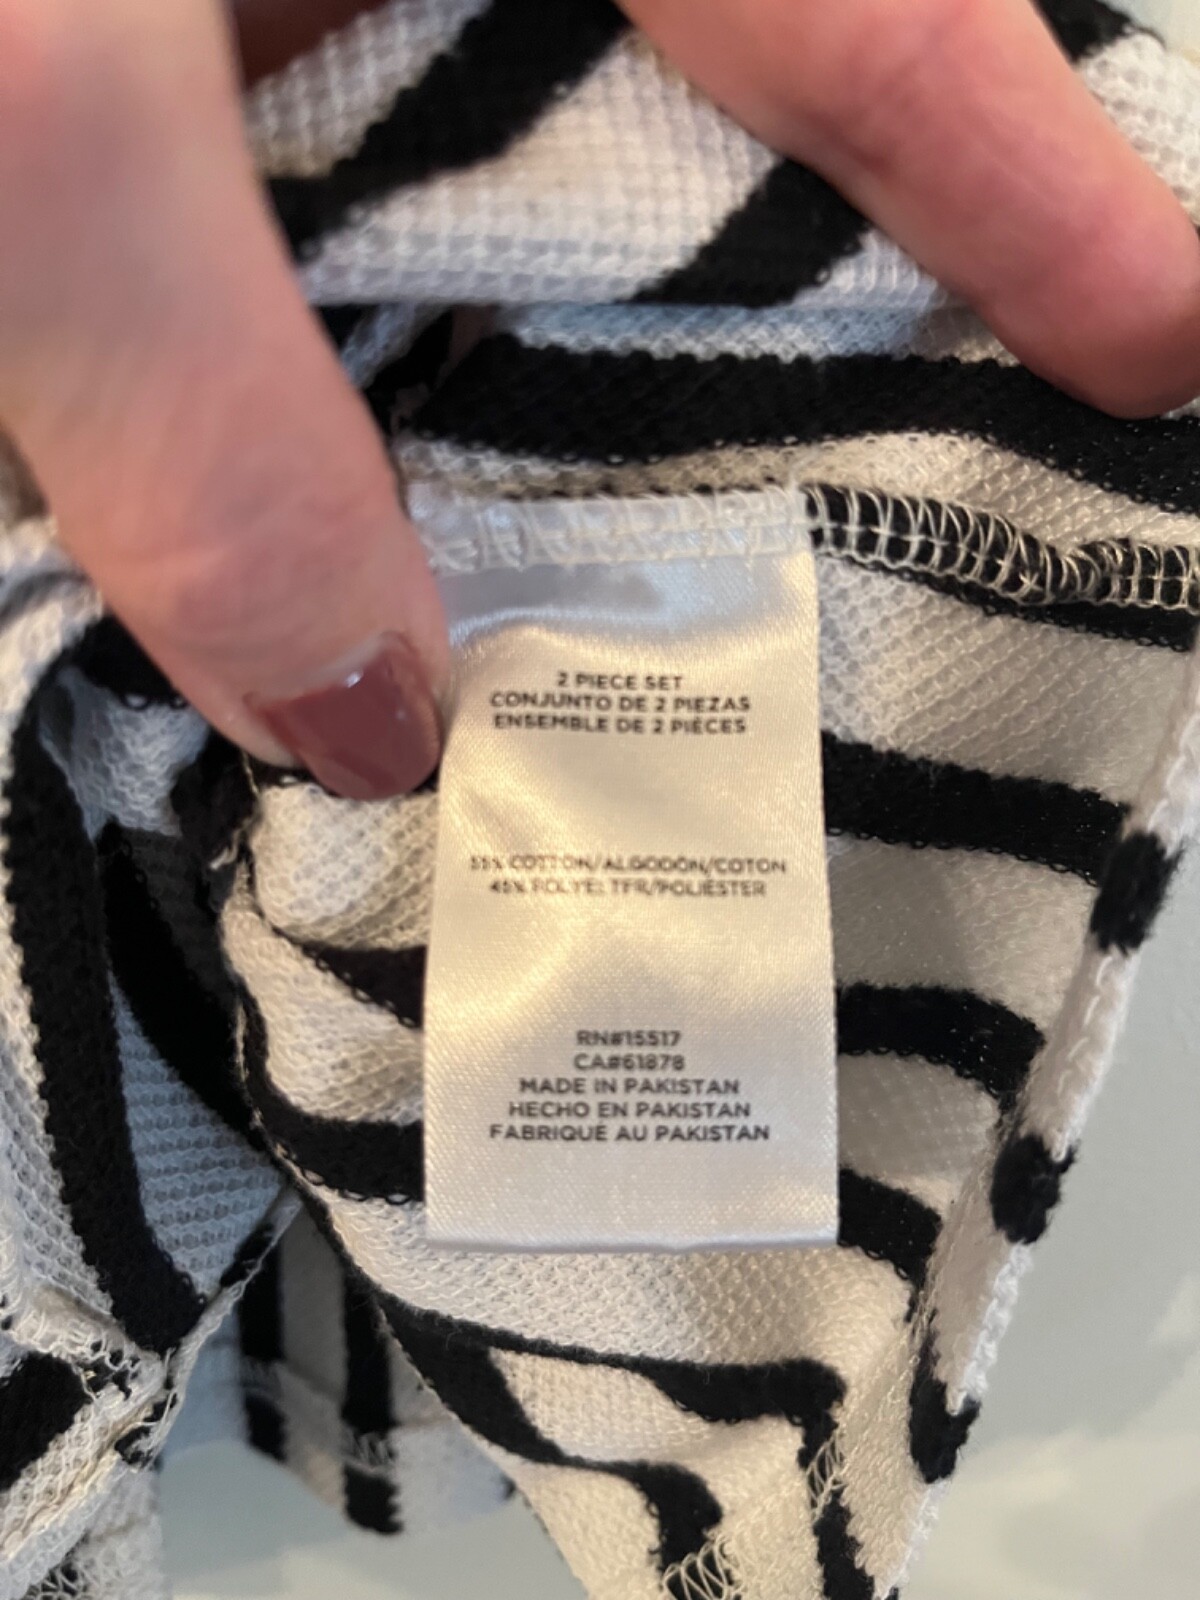 2 PIECE SET
CONJUNTO DE 2 PIEZAS
ENSEMBLE DE 2 PIÈCES
55% COTTON/ALGODÓN/COTON
45% POLYESTER/POLIÉSTER
RN#15517
CA#61878
MADE IN PAKISTAN
HECHO EN PAKISTAN
FABRIQUÉ AU PAKISTAN